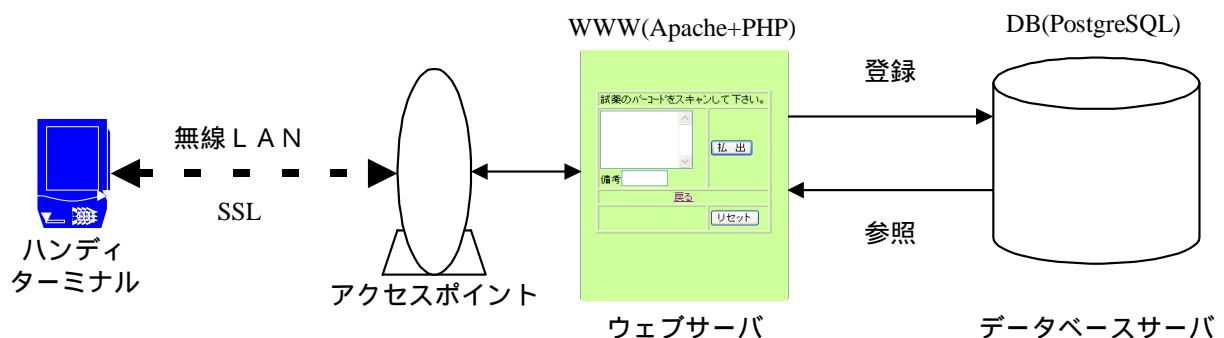 WWW(Apache+PHP)
DB(PostgreSQL)
無線ＬＡＮ
SSL
ハンディ
ターミナル
アクセスポイント
試薬のバーコードをスキャンして下さい。
払 出
備考
戻る
リセット
ウェブサーバ
登録
参照
データベースサーバ